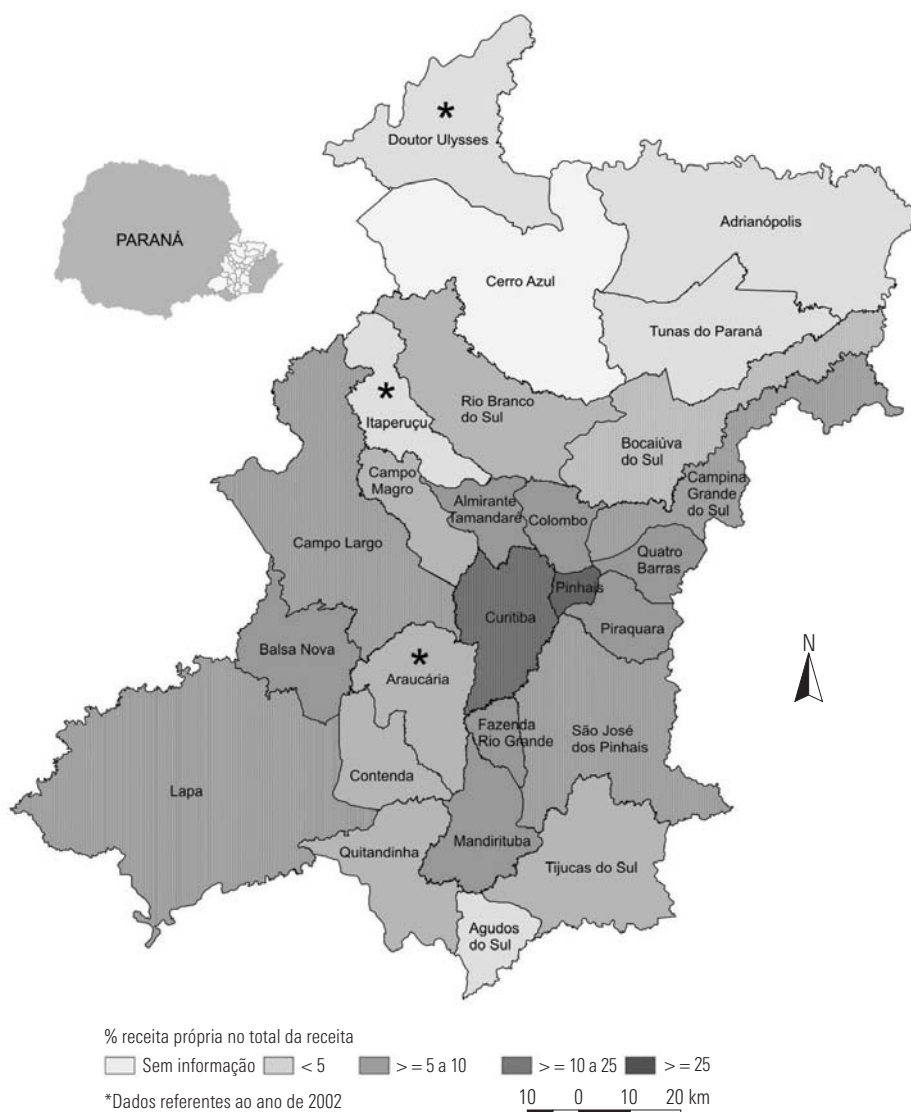 *
Doutor Ulysses
PARANÁ
Adrianópolis
Cerro Azul
Tunas do Paraná
*
Itaperuçu
Rio Branco
do Sul
Bocaiúva
do Sul
Campo
Magro
Campina
Grande
do Sul
Almirante
Tamandaré
Colombo
Campo Largo
Quatro
Barras
Pinhais
Curitiba
Piraquara
Balsa Nova
*
Araucária
N
Fazenda
Rio Grande
São José
dos Pinhais
Contenda
Lapa
Mandirituba
Quitandinha
Tijucas do Sul
Agudos
do Sul
% receita própria no total da receita
Sem informação < 5 > = 5 a 10 > = 10 a 25 > = 25
*Dados referentes ao ano de 2002
10 0 10 20 km